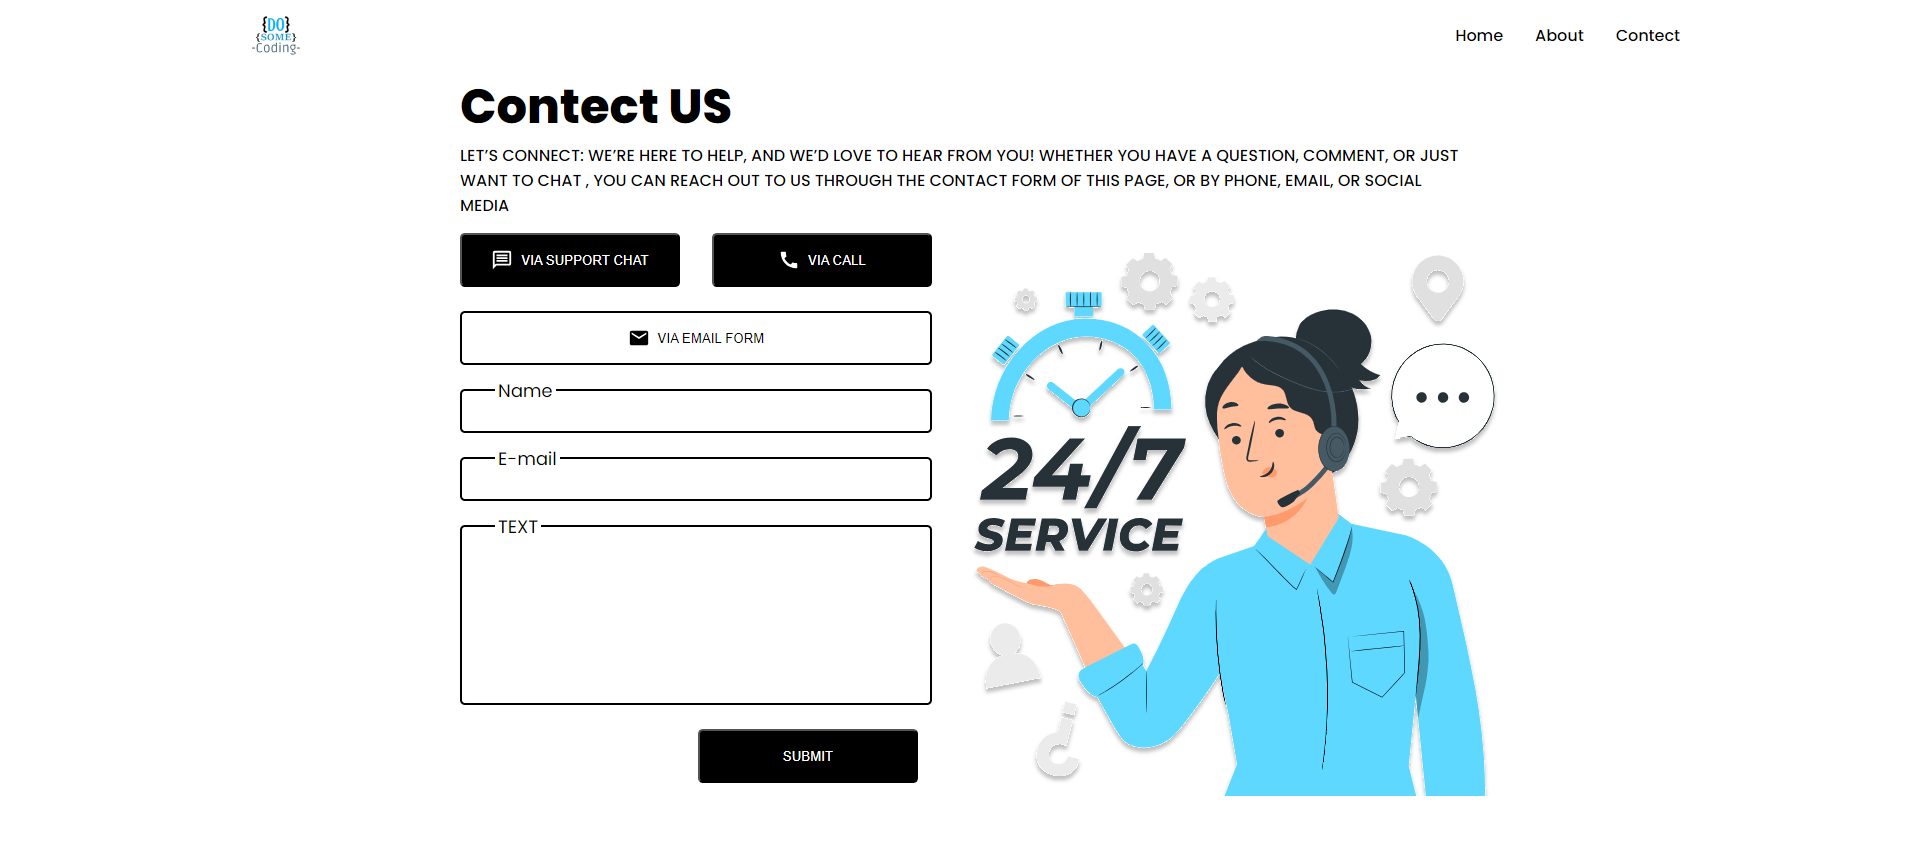 {DO}
{SOME}
-Coding-
Home About Contact
Contect US
LET’S CONNECT: WE’RE HERE TO HELP, AND WE’D LOVE TO HEAR FROM YOU! WHETHER YOU HAVE A QUESTION, COMMENT, OR JUST
WANT TO CHAT , YOU CAN REACH OUT TO US THROUGH THE CONTACT FORM OF THIS PAGE, OR BY PHONE, EMAIL, OR SOCIAL
MEDIA
VIA SUPPORT CHAT
VIA CALL
VIA EMAIL FORM
Name
E-mail
TEXT
SUBMIT
24/7
SERVICE